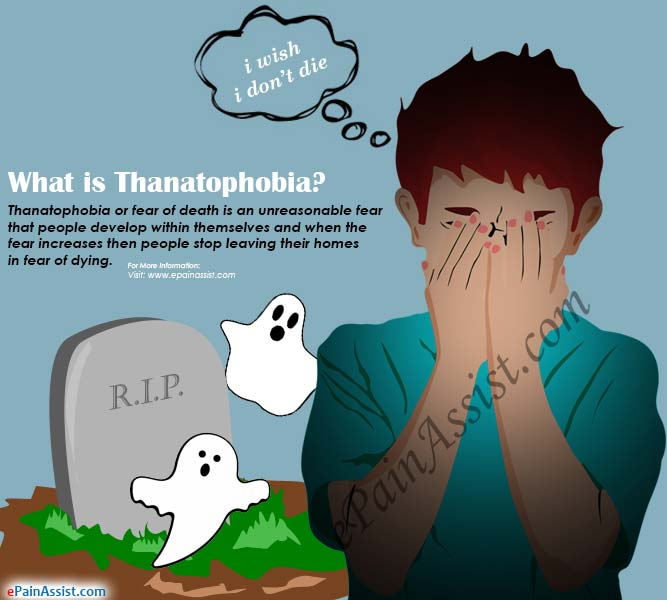 i wish
i don't die
What is Thanatophobia?
Thanatophobia or fear of death is an unreasonable fear
that people develop within themselves and when the
fear increases then people stop leaving their homes
in fear of dying.
For More Information:
Visit: www.epainassist.com
R.I.P.
ePainAssist.com
ePainAssist.com